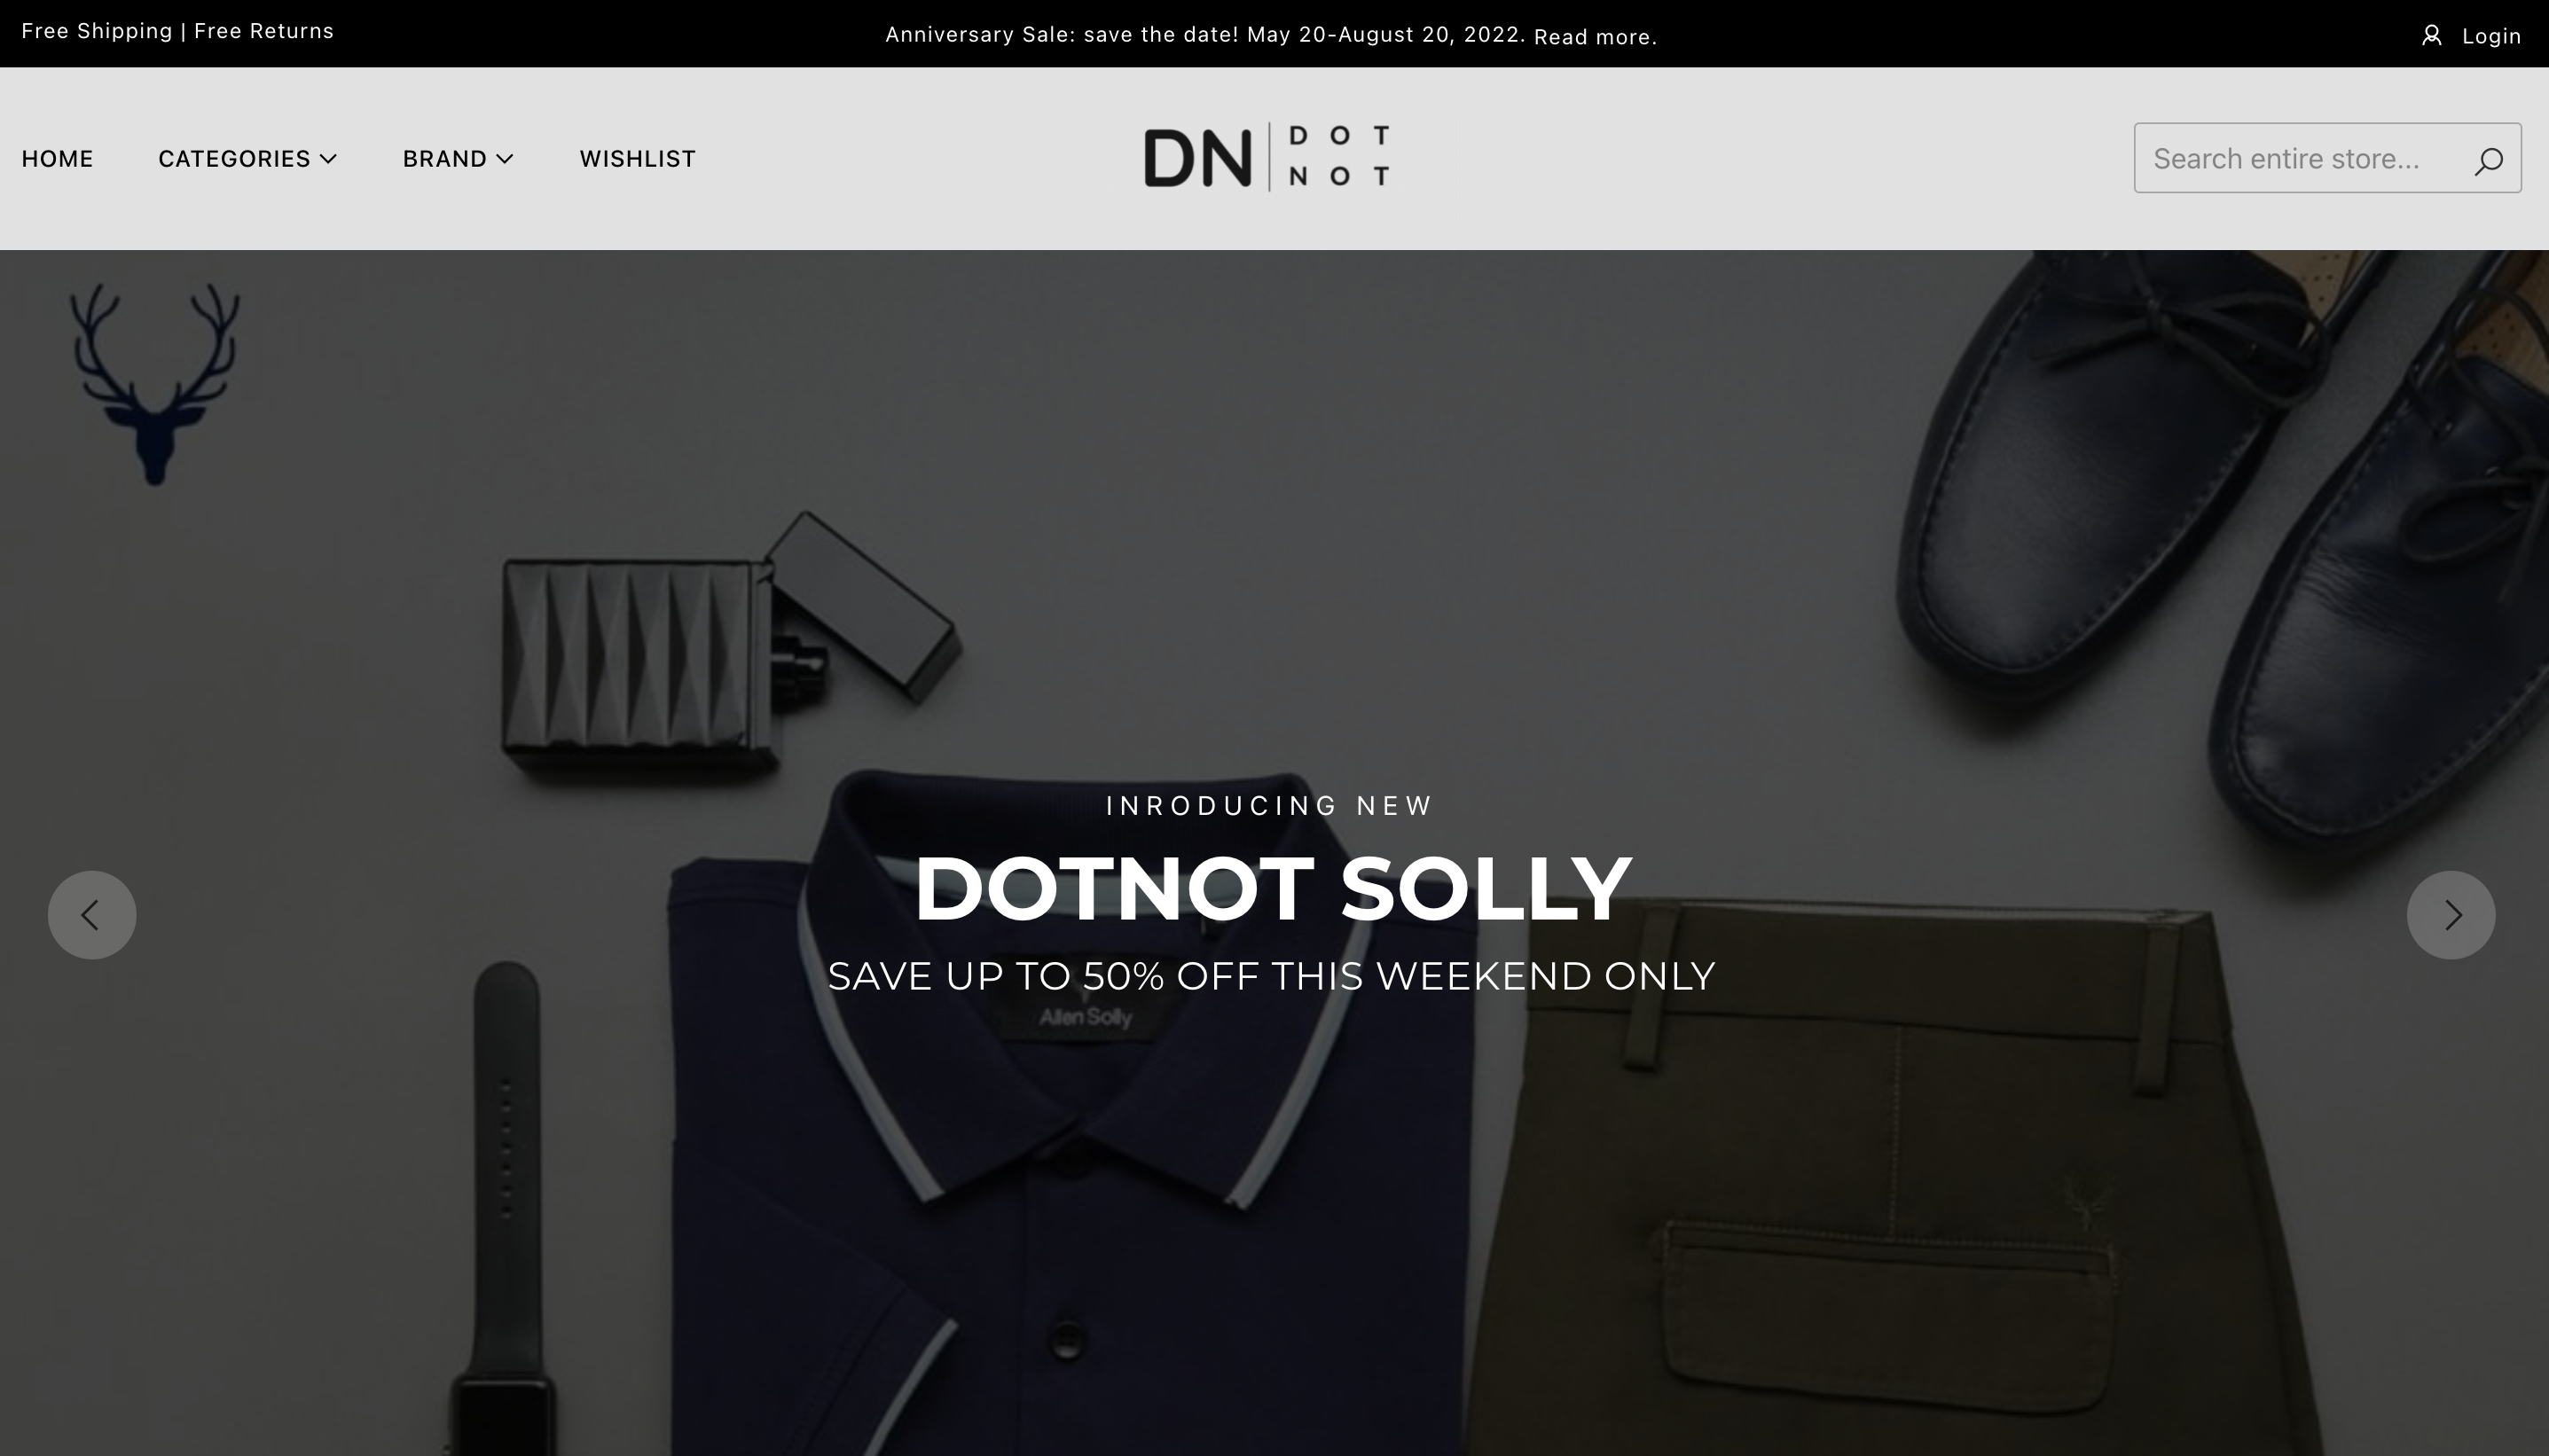 Free Shipping | Free Returns
Anniversary Sale: save the date! May 20-August 20, 2022. Read more.
Login
HOME
CATEGORIES
BRAND
WISHLIST
DN
DOT
NOT
Search entire store...
INRODUCING NEW
DOTNOT SOLLY
SAVE UP TO 50% OFF THIS WEEKEND ONLY
Allen Solly